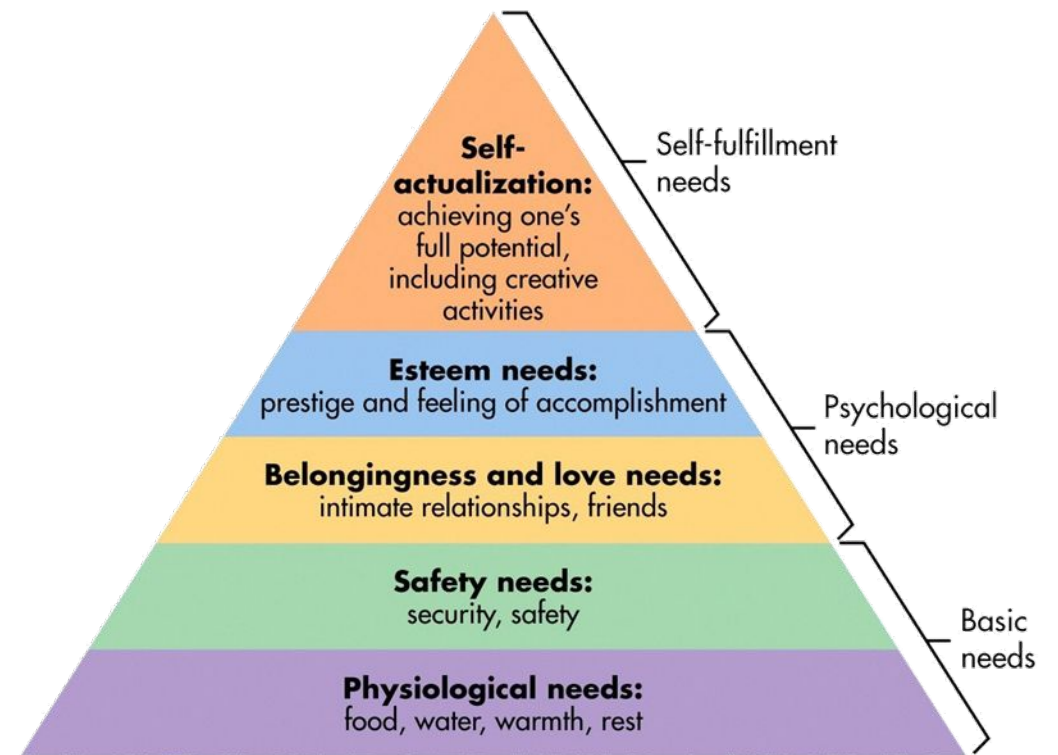 Self-
actualization:
achieving one's
full potential,
including creative
activities
Self-fulfillment
needs
Esteem needs:
prestige and feeling of accomplishment
Psychological
needs
Belongingness and love needs:
intimate relationships, friends
Safety needs:
security, safety
Basic
needs
Physiological needs:
food, water, warmth, rest